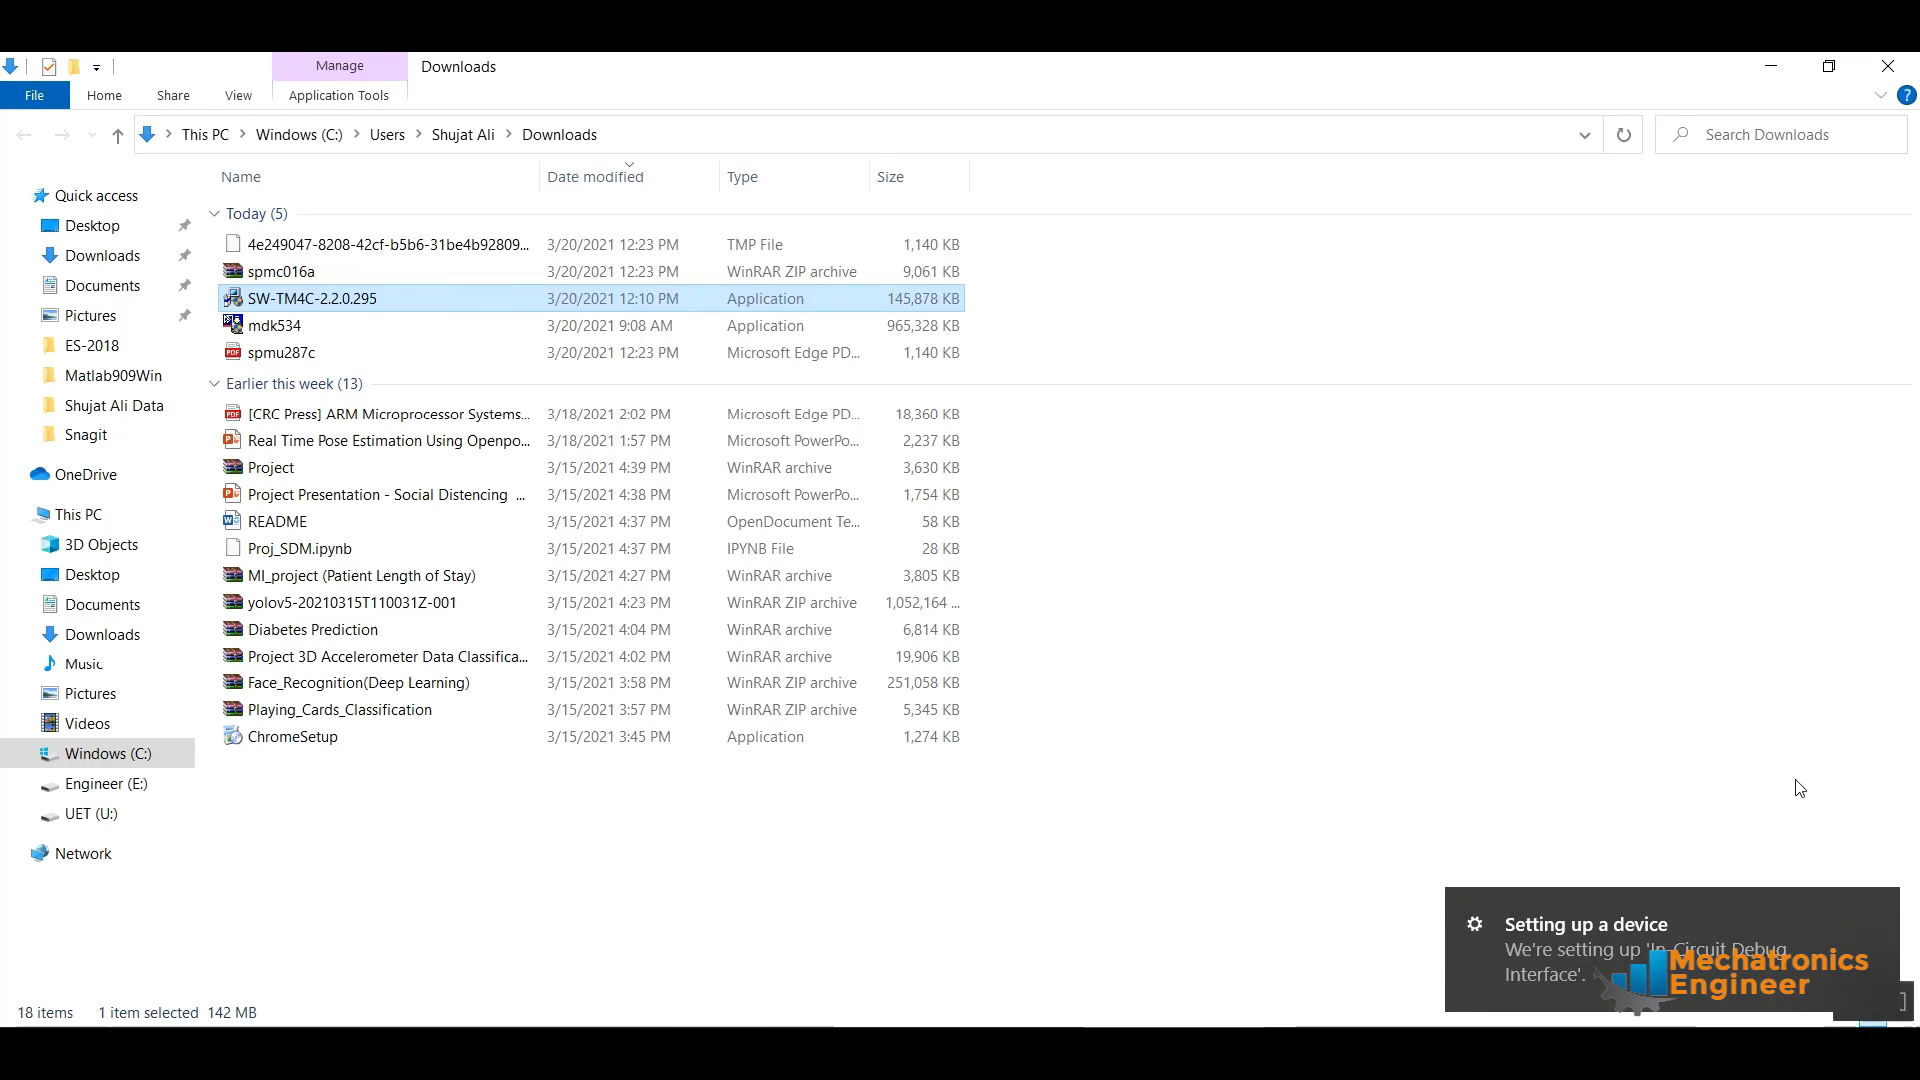 Manage
Downloads
File
Home
Share
View
Application Tools
This PC
Windows (C:)
Users
Shujat Ali
Downloads
Search Downloads
Name
Date modified
Type
Size
Quick access
Desktop
Downloads
Documents
Pictures
ES-2018
Matlab909Win
Shujat Ali Data
Snagit
OneDrive
This PC
3D Objects
Desktop
Documents
Downloads
Music
Pictures
Videos
Windows (C:)
Engineer (E:)
UET (U:)
Network
Today (5)
4e249047-8208-42cf-b5b6-31be4b92809... 3/20/2021 12:23 PM TMP File 1,140 KB
spmc016a 3/20/2021 12:23 PM WinRAR ZIP archive 9,061 KB
SW-TM4C-2.2.0.295 3/20/2021 12:10 PM Application 145,878 KB
mdk534 3/20/2021 9:08 AM Application 965,328 KB
spmu287c 3/20/2021 12:23 PM Microsoft Edge PD... 1,140 KB
Earlier this week (13)
[CRC Press] ARM Microprocessor Systems... 3/18/2021 2:02 PM Microsoft Edge PD... 18,360 KB
Real Time Pose Estimation Using Openpo... 3/18/2021 1:57 PM Microsoft PowerPo... 2,237 KB
Project 3/15/2021 4:39 PM WinRAR archive 3,630 KB
Project Presentation - Social Distencing ... 3/15/2021 4:38 PM Microsoft PowerPo... 1,754 KB
README 3/15/2021 4:37 PM OpenDocument Te... 58 KB
Proj_SDM.ipynb 3/15/2021 4:37 PM IPYNB File 28 KB
MI_project (Patient Length of Stay) 3/15/2021 4:27 PM WinRAR archive 3,805 KB
yolov5-20210315T110031Z-001 3/15/2021 4:23 PM WinRAR ZIP archive 1,052,164 ...
Diabetes Prediction 3/15/2021 4:04 PM WinRAR archive 6,814 KB
Project 3D Accelerometer Data Classifica... 3/15/2021 4:02 PM WinRAR archive 19,906 KB
Face_Recognition(Deep Learning) 3/15/2021 3:58 PM WinRAR ZIP archive 251,058 KB
Playing_Cards_Classification 3/15/2021 3:57 PM WinRAR ZIP archive 5,345 KB
ChromeSetup 3/15/2021 3:45 PM Application 1,274 KB
Setting up a device
We're setting up 'In-Circuit Debug
Interface'.
Mechatronics
Engineer
18 items 1 item selected 142 MB